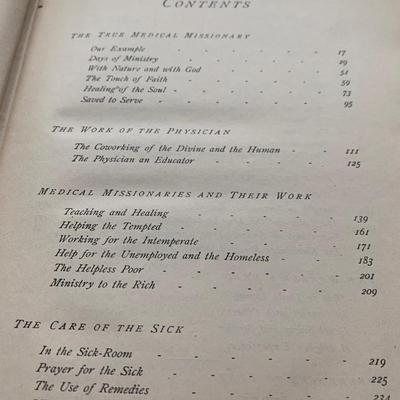 CONTENTS
THE TRUE MEDICAL MISSIONARY
Our Example - - - - - 17
Days of Ministry - - - - - 29
With Nature and with God - - - - 51
The Touch of Faith - - - - - 59
Healing of the Soul - - - - - 73
Saved to Serve - - - - - 95
THE WORK OF THE PHYSICIAN
The Coworking of the Divine and the Human - - 111
The Physician an Educator - - - - 125
MEDICAL MISSIONARIES AND THEIR WORK
Teaching and Healing - - - - - 139
Helping the Tempted - - - - - 161
Working for the Intemperate - - - - 171
Help for the Unemployed and the Homeless - - - 183
The Helpless Poor - - - - - 201
Ministry to the Rich - - - - - 209
THE CARE OF THE SICK
In the Sick-Room - - - - - 219
Prayer for the Sick - - - - - 225
The Use of Remedies - - - - - 234